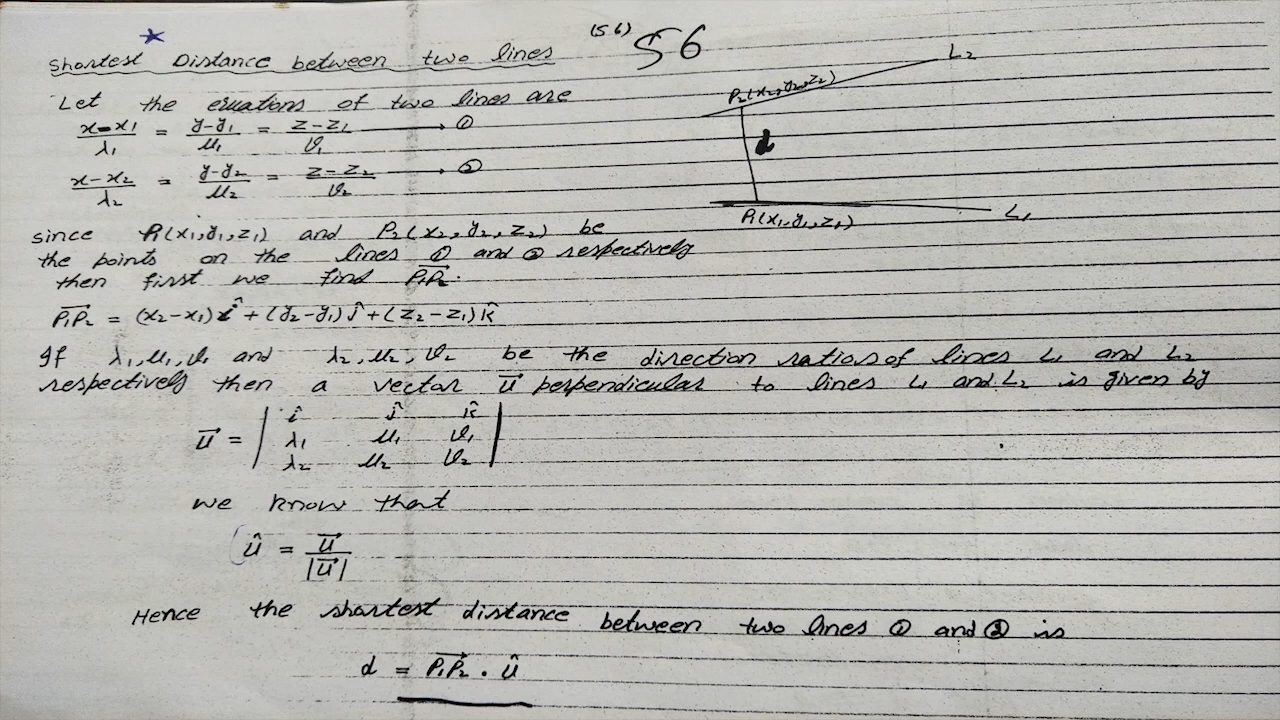 (56) 56
Shortest Distance between two lines
Let the equations of two lines are
x-x₁/λ₁ = y-y₁/μ₁ = z-z₁/ν₁ → ①
x-x₂/λ₂ = y-y₂/μ₂ = z-z₂/ν₂ → ②
L₂
P₂(x₂,y₂,z₂)
d
L₁
P₁(x₁,y₁,z₁)
since P₁(x₁,y₁,z₁) and P₂(x₂,y₂,z₂) be
the points on the lines ① and ② respectively
then first we find P₁P₂⃗.
P₁P₂⃗ = (x₂-x₁)î+(y₂-y₁)ĵ+(z₂-z₁)k̂
If λ₁,μ₁,ν₁ and λ₂,μ₂,ν₂ be the direction ratios of lines L₁ and L₂
respectively then a vector u⃗ perpendicular to lines L₁ and L₂ is given by
u⃗ = | î ĵ k̂
λ₁ μ₁ ν₁
λ₂ μ₂ ν₂ |
we know that
û = u⃗/|u⃗|
Hence the shortest distance between two lines ① and ② is
d = P₁P₂⃗ . û